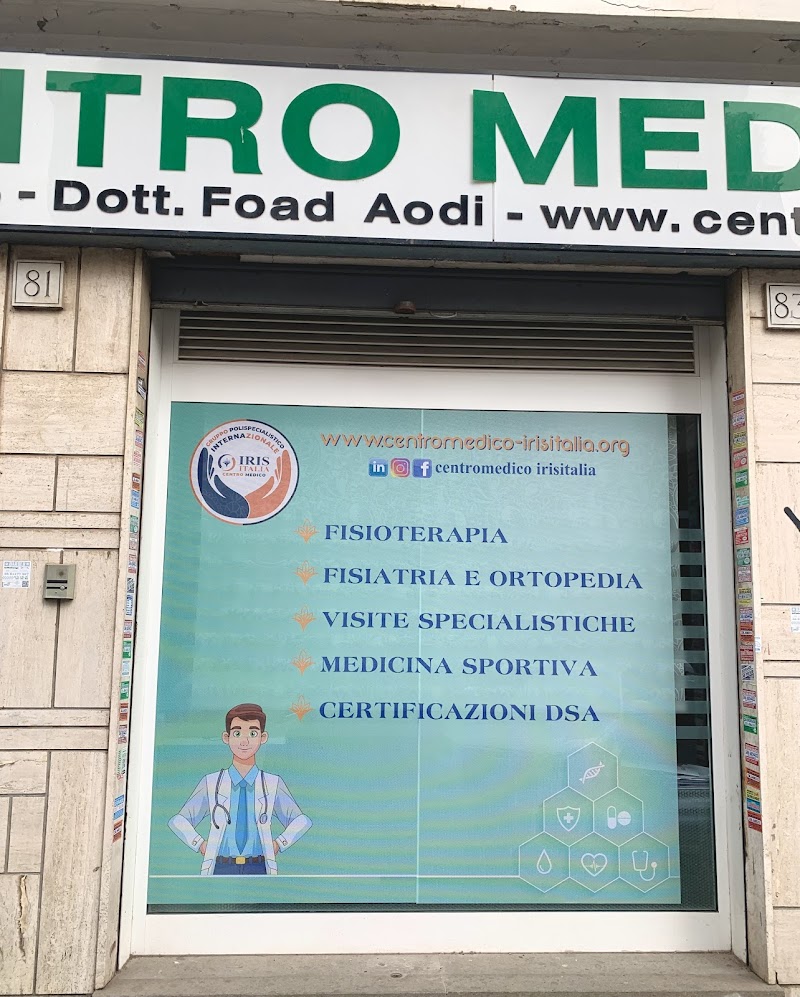 NTRO MED
- Dott. Foad Aodi - www. cent
81
83
GRUPPO POLISPECIALISTICO
INTERNAZIONALE
IRIS
ITALIA
CENTRO MEDICO
www.centromedico-irisitalia.org
in f centromedico irisitalia
FISIOTERAPIA
FISIATRIA E ORTOPEDIA
VISITE SPECIALISTICHE
MEDICINA SPORTIVA
CERTIFICAZIONI DSA